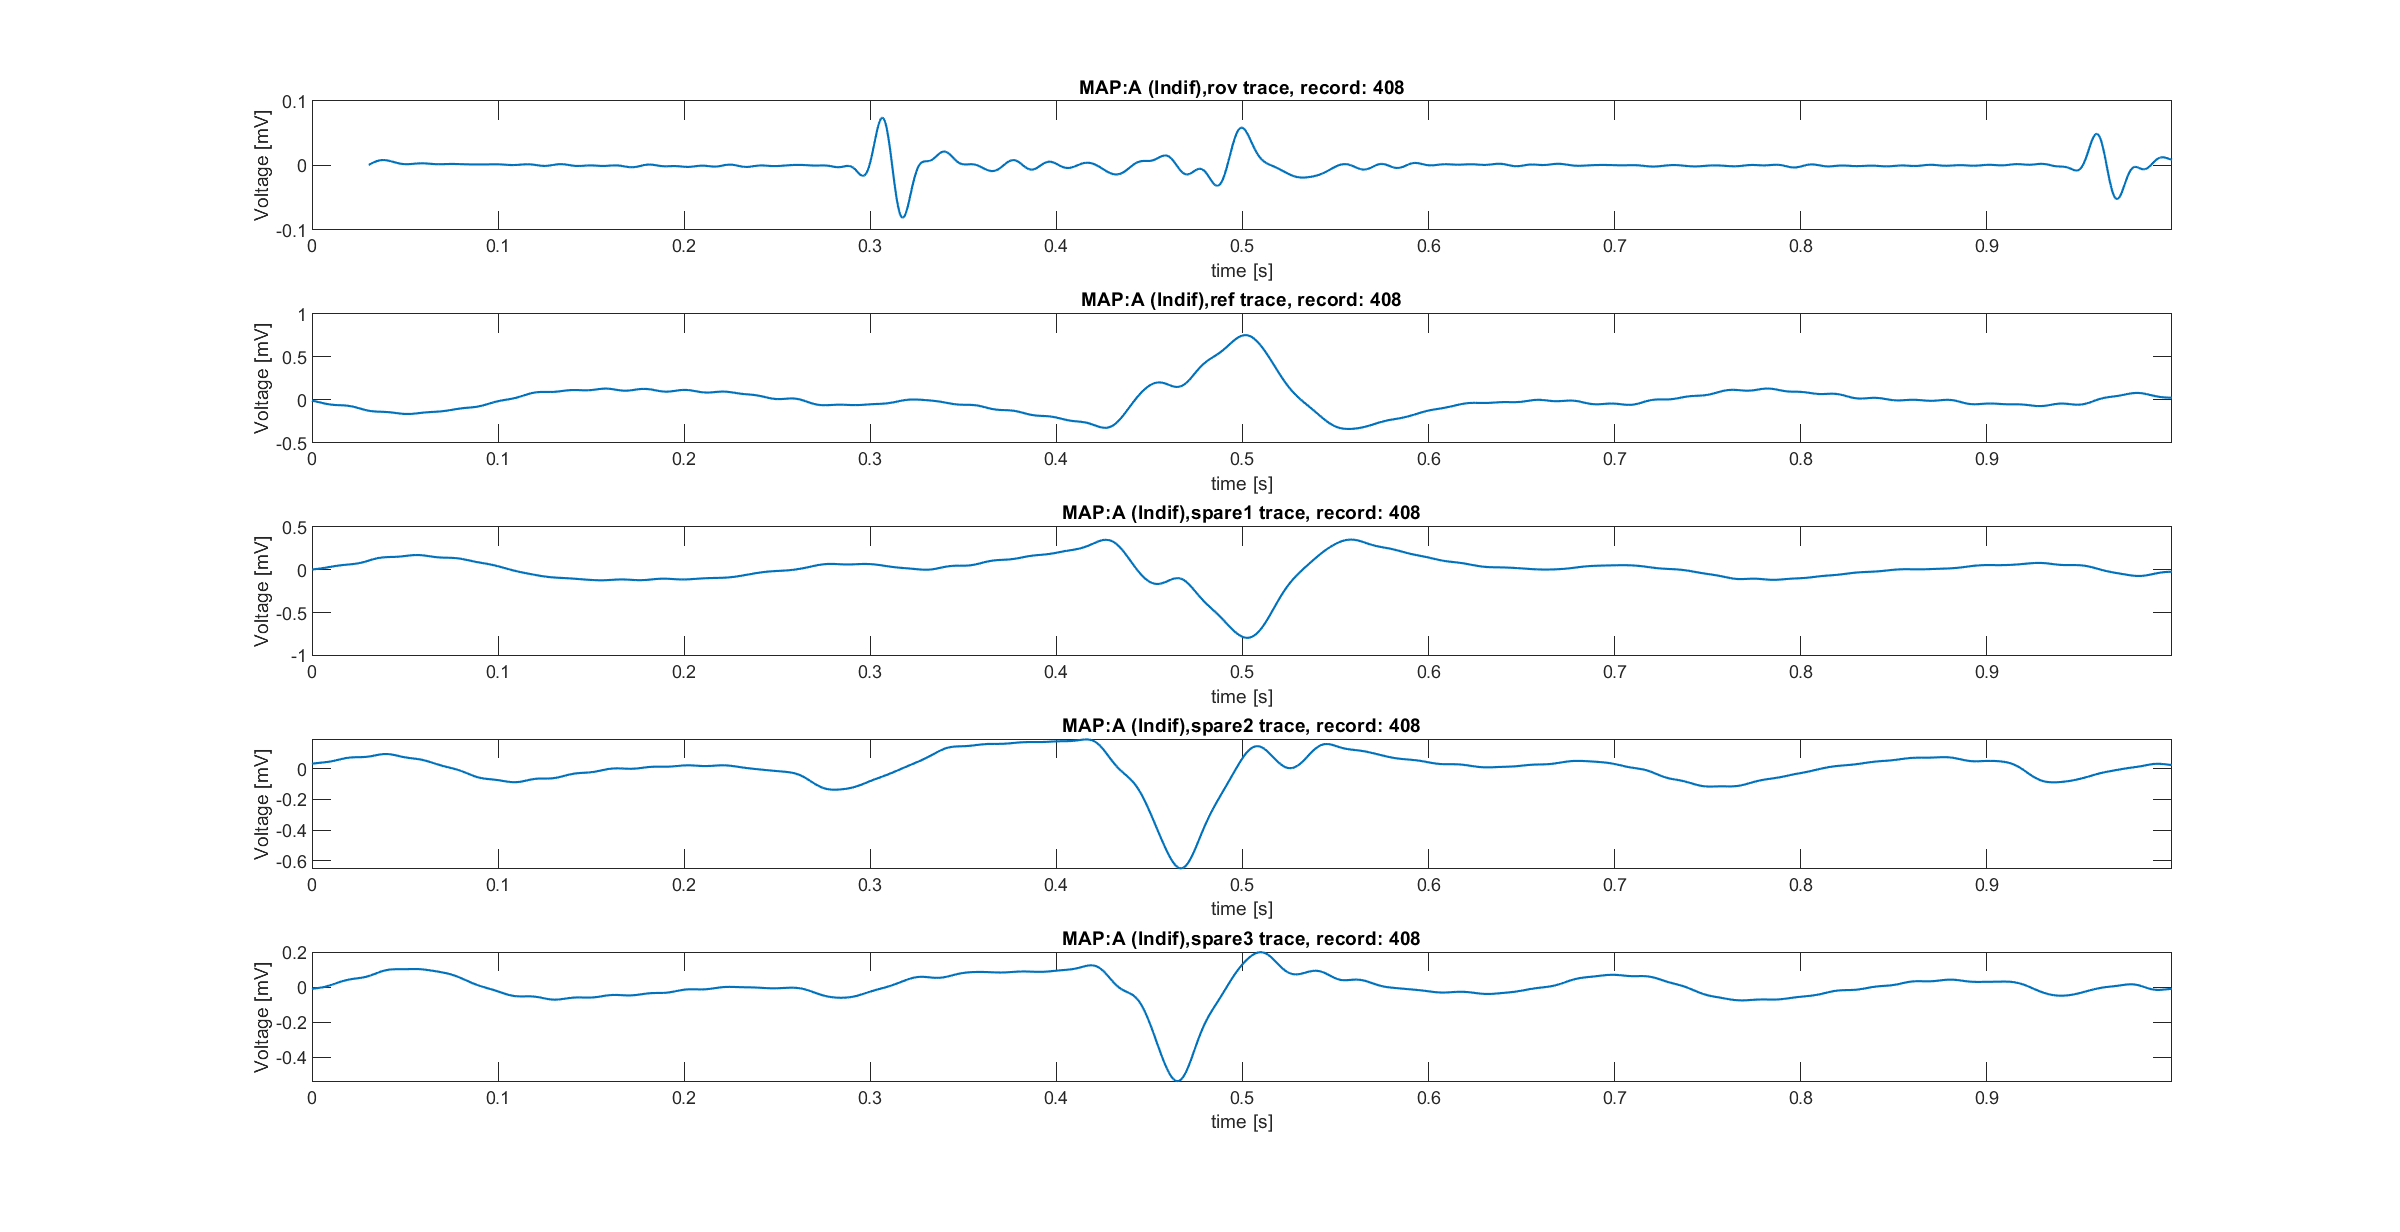 MAP:A (Indif),rov trace, record: 408
Voltage [mV]
0.1
0
-0.1
0 0.1 0.2 0.3 0.4 0.5 0.6 0.7 0.8 0.9
time [s]
MAP:A (Indif),ref trace, record: 408
Voltage [mV]
1
0.5
0
-0.5
0 0.1 0.2 0.3 0.4 0.5 0.6 0.7 0.8 0.9
time [s]
MAP:A (Indif),spare1 trace, record: 408
Voltage [mV]
0.5
0
-0.5
-1
0 0.1 0.2 0.3 0.4 0.5 0.6 0.7 0.8 0.9
time [s]
MAP:A (Indif),spare2 trace, record: 408
Voltage [mV]
0
-0.2
-0.4
-0.6
0 0.1 0.2 0.3 0.4 0.5 0.6 0.7 0.8 0.9
time [s]
MAP:A (Indif),spare3 trace, record: 408
Voltage [mV]
0.2
0
-0.2
-0.4
0 0.1 0.2 0.3 0.4 0.5 0.6 0.7 0.8 0.9
time [s]